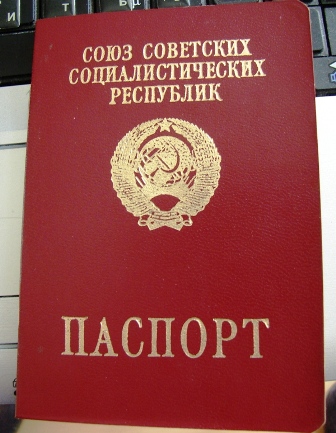 СОЮЗ СОВЕТСКИХ
СОЦИАЛИСТИЧЕСКИХ
РЕСПУБЛИК
ПАСПОРТ